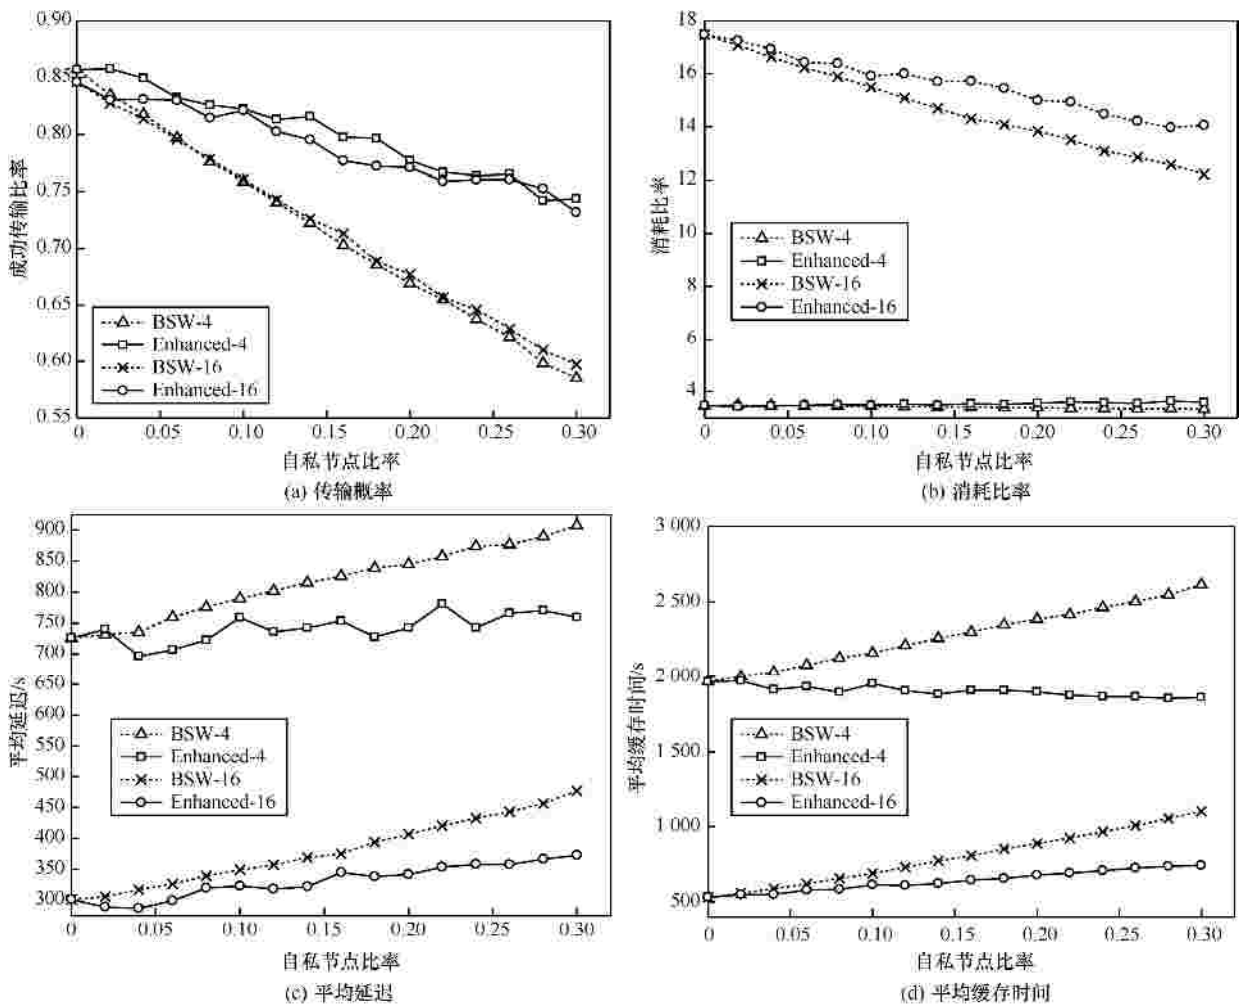 0.90
0.85
0.80
0.75
0.70
0.65
0.60
0.55
成功传输比率
BSW-4
Enhanced-4
BSW-16
Enhanced-16
0 0.05 0.10 0.15 0.20 0.25 0.30
自私节点比率
(a) 传输概率
18
16
14
12
10
8
6
4
消耗比率
BSW-4
Enhanced-4
BSW-16
Enhanced-16
0 0.05 0.10 0.15 0.20 0.25 0.30
自私节点比率
(b) 消耗比率
900
850
800
750
700
650
600
550
500
450
400
350
300
平均延迟/s
BSW-4
Enhanced-4
BSW-16
Enhanced-16
0 0.05 0.10 0.15 0.20 0.25 0.30
自私节点比率
(c) 平均延迟
3 000
2 500
2 000
1 500
1 000
500
平均缓存时间/s
BSW-4
Enhanced-4
BSW-16
Enhanced-16
0 0.05 0.10 0.15 0.20 0.25 0.30
自私节点比率
(d) 平均缓存时间